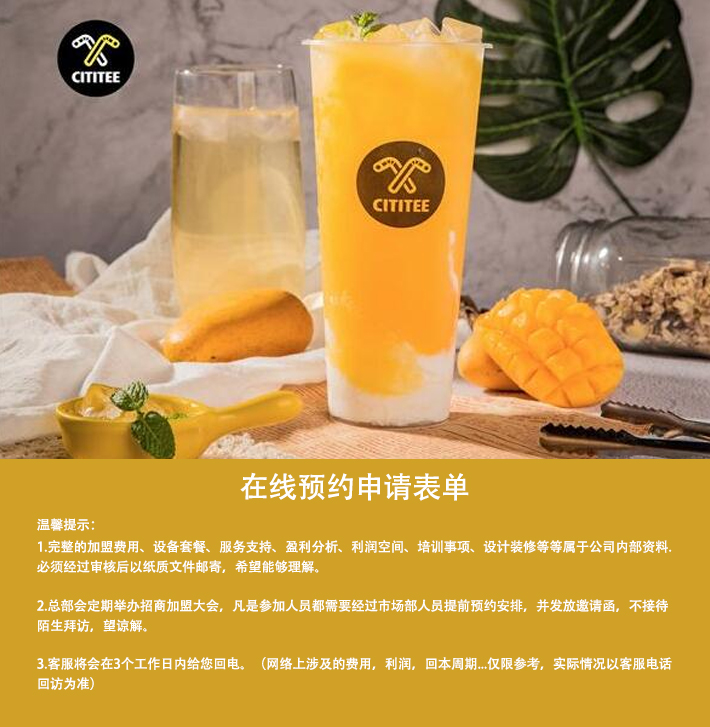 CITITEE
CITITEE
在线预约申请表单
温馨提示：
1.完整的加盟费用、设备套餐、服务支持、盈利分析、利润空间、培训事项、设计装修等等属于公司内部资料.
必须经过审核后以纸质文件邮寄，希望能够理解。
2.总部会定期举办招商加盟大会，凡是参加人员都需要经过市场部人员提前预约安排，并发放邀请函，不接待
陌生拜访，望谅解。
3.客服将会在3个工作日内给您回电。（网络上涉及的费用，利润，回本周期...仅限参考，实际情况以客服电话
回访为准）